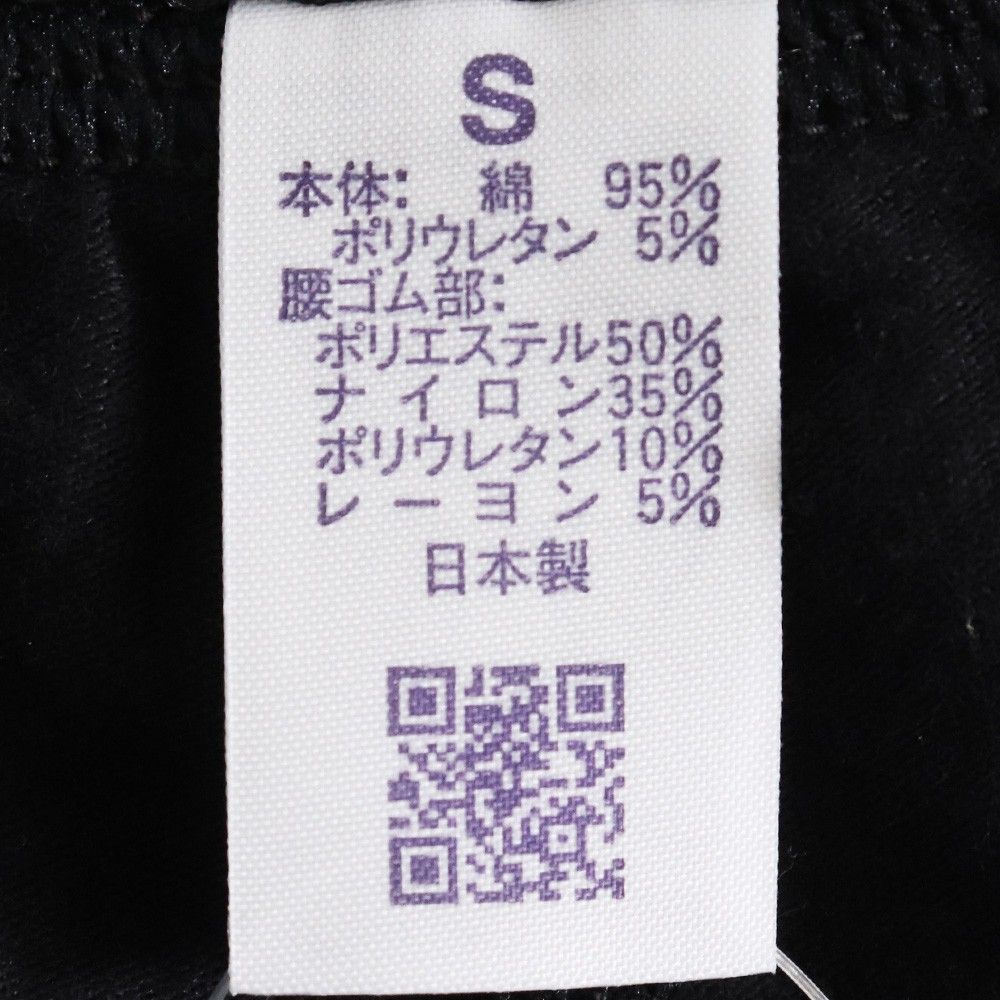 S
本体: 綿 95%
ポリウレタン 5%
腰ゴム部:
ポリエステル50%
ナイロン35%
ポリウレタン10%
レーヨン 5%
日本製